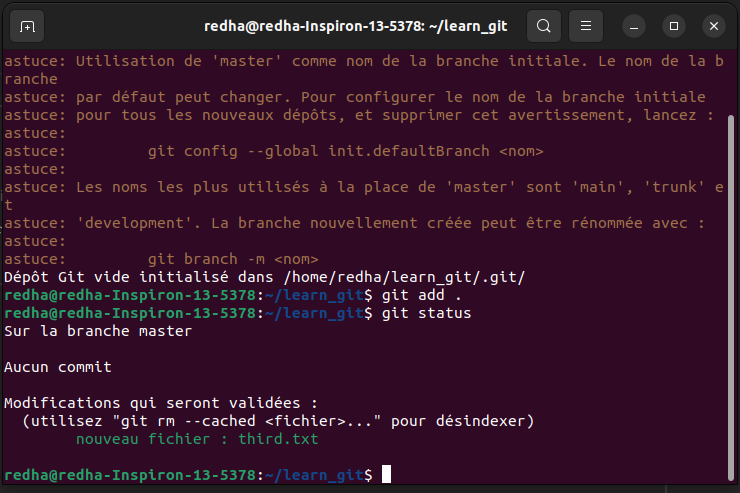 redha@redha-Inspiron-13-5378: ~/learn_git
astuce: Utilisation de 'master' comme nom de la branche initiale. Le nom de la b
ranche
astuce: par défaut peut changer. Pour configurer le nom de la branche initiale
astuce: pour tous les nouveaux dépôts, et supprimer cet avertissement, lancez :
astuce:
astuce:         git config --global init.defaultBranch <nom>
astuce:
astuce: Les noms les plus utilisés à la place de 'master' sont 'main', 'trunk' e
t
astuce: 'development'. La branche nouvellement créée peut être rénommée avec :
astuce:
astuce:         git branch -m <nom>
Dépôt Git vide initialisé dans /home/redha/learn_git/.git/
redha@redha-Inspiron-13-5378:~/learn_git$ git add .
redha@redha-Inspiron-13-5378:~/learn_git$ git status
Sur la branche master
Aucun commit
Modifications qui seront validées :
  (utilisez "git rm --cached <fichier>..." pour désindexer)
        nouveau fichier : third.txt
redha@redha-Inspiron-13-5378:~/learn_git$